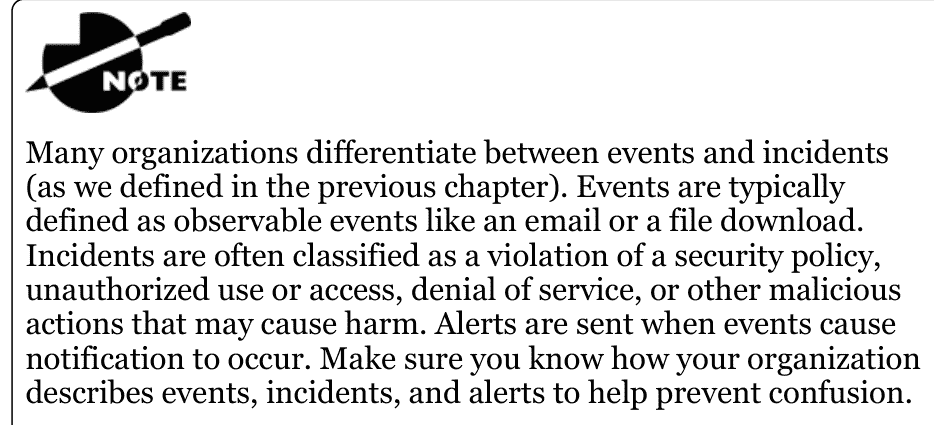 NOTE
Many organizations differentiate between events and incidents
(as we defined in the previous chapter). Events are typically
defined as observable events like an email or a file download.
Incidents are often classified as a violation of a security policy,
unauthorized use or access, denial of service, or other malicious
actions that may cause harm. Alerts are sent when events cause
notification to occur. Make sure you know how your organization
describes events, incidents, and alerts to help prevent confusion.